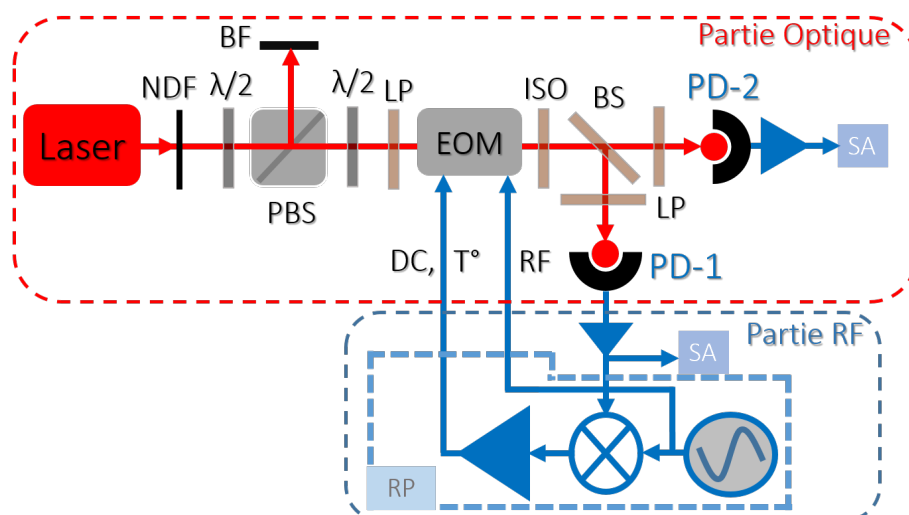 Partie Optique
BF
NDF
λ/2
λ/2
LP
ISO
BS
PD-2
Laser
EOM
SA
PBS
LP
DC, T°
RF
PD-1
Partie RF
SA
RP